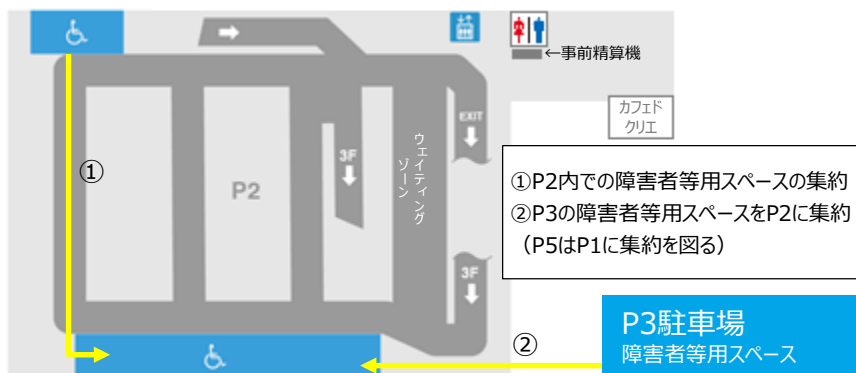 ←事前精算機
カフェド
クリエ
EXIT
ウェイティング
ゾーン
3F
①
P2
①P2内での障害者等用スペースの集約
②P3の障害者等用スペースをP2に集約
（P5はP1に集約を図る）
3F
P3駐車場
障害者等用スペース
②